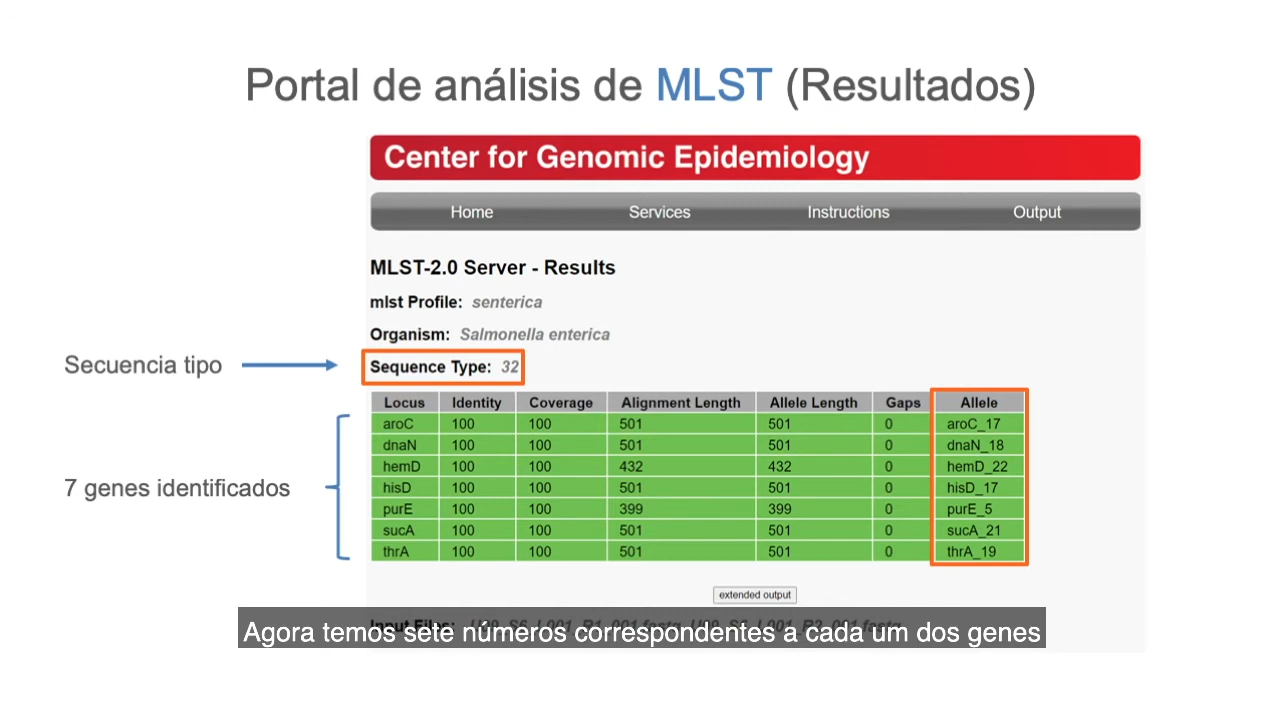 Portal de análisis de MLST (Resultados)
Center for Genomic Epidemiology
Home Services Instructions Output
MLST-2.0 Server - Results
mlst Profile: senterica
Organism: Salmonella enterica
Secuencia tipo
Sequence Type: 32
Locus Identity Coverage Alignment Length Allele Length Gaps Allele
aroC 100 100 501 501 0 aroC_17
dnaN 100 100 501 501 0 dnaN_18
hemD 100 100 432 432 0 hemD_22
7 genes identificados
hisD 100 100 501 501 0 hisD_17
purE 100 100 399 399 0 purE_5
sucA 100 100 501 501 0 sucA_21
thrA 100 100 501 501 0 thrA_19
extended output
Input Files:
Agora temos sete números correspondentes a cada um dos genes